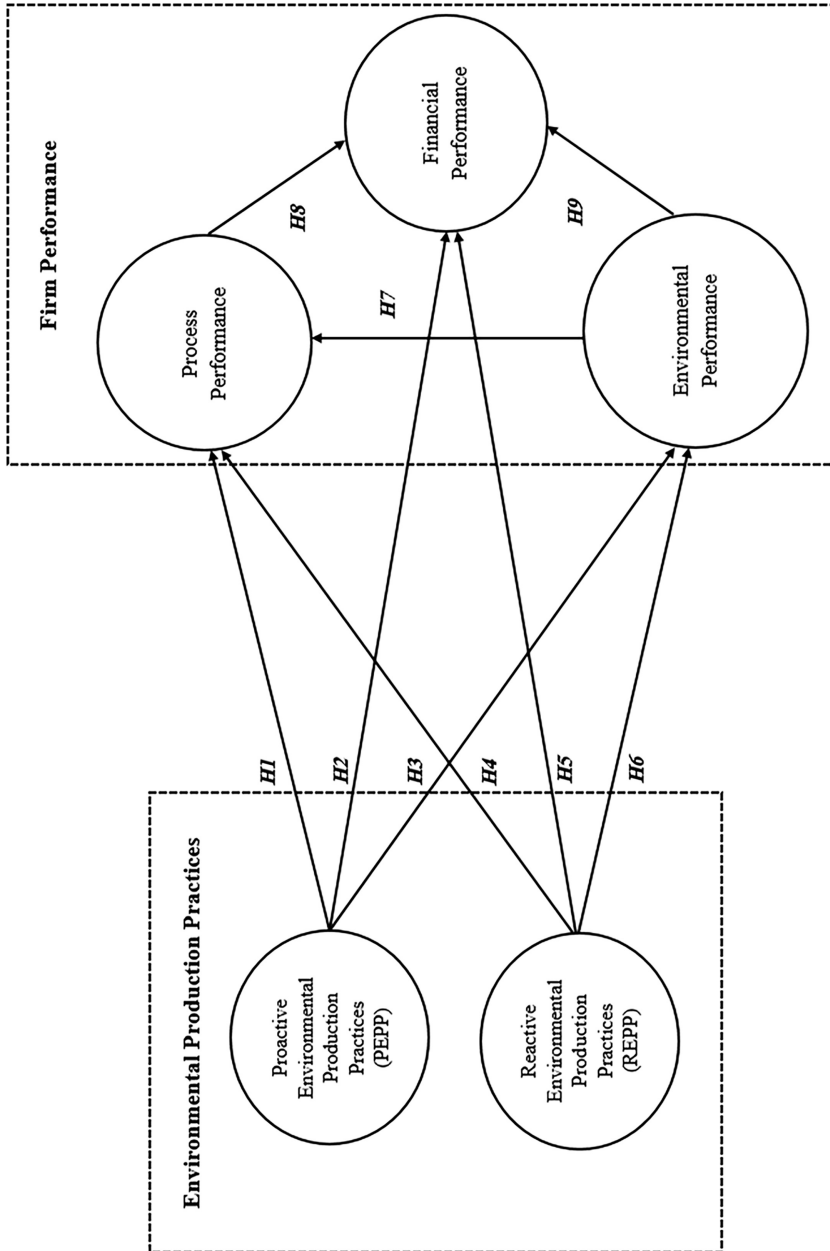 Environmental Production Practices
Proactive
Environmental
Production
Practices
(PEPP)
Reactive
Environmental
Production
Practices
(REPP)
H1
H2
H3
H4
H5
H6
Firm Performance
Process
Performance
H8
Financial
Performance
H7
H9
Environmental
Performance